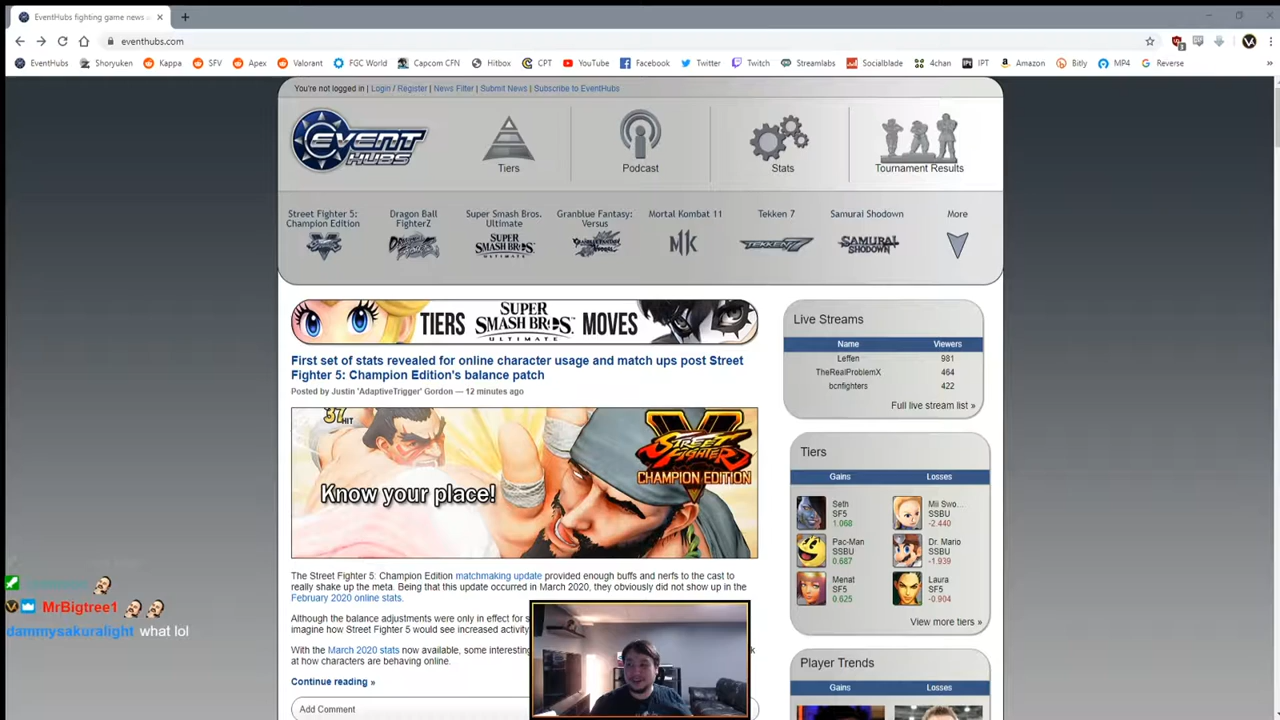 EventHubs fighting game news a
eventhubs.com
EventHubs Shoryuken Kappa SFV Apex Valorant FGC World Capcom CFN Hitbox CPT YouTube Facebook Twitter Twitch Streamlabs Socialblade 4chan IPT Amazon Bitly MP4 Reverse »
You're not logged in | Login / Register | News Filter | Submit News | Subscribe to EventHubs
EVENT HUBS
Tiers Podcast Stats Tournament Results
Street Fighter 5: Champion Edition
Dragon Ball FighterZ
Super Smash Bros. Ultimate
Granblue Fantasy: Versus
Mortal Kombat 11
Tekken 7
Samurai Shodown
More
TIERS SUPER SMASH BROS. ULTIMATE MOVES
First set of stats revealed for online character usage and match ups post Street
Fighter 5: Champion Edition's balance patch
Posted by Justin 'AdaptiveTrigger' Gordon — 12 minutes ago
37 HIT
STREET FIGHTER V
CHAMPION EDITION
Know your place!
The Street Fighter 5: Champion Edition matchmaking update provided enough buffs and nerfs to the cast to
really shake up the meta. Being that this update occurred in March 2020, they obviously did not show up in the
February 2020 online stats.
Although the balance adjustments were only in effect for s
imagine how Street Fighter 5 would see increased activity
With the March 2020 stats now available, some interesting
at how characters are behaving online.
Continue reading »
Add Comment
Live Streams
Name Viewers
Leffen 981
TheRealProblemX 464
bcnfighters 422
Full live stream list »
Tiers
Gains Losses
Seth SF5 1.068
Mii Swo... SSBU -2.440
Pac-Man SSBU 0.687
Dr. Mario SSBU -1.939
Menat SF5 0.625
Laura SF5 -0.904
View more tiers »
Player Trends
Gains Losses
MrBigtree1
dammysakuralight what lol